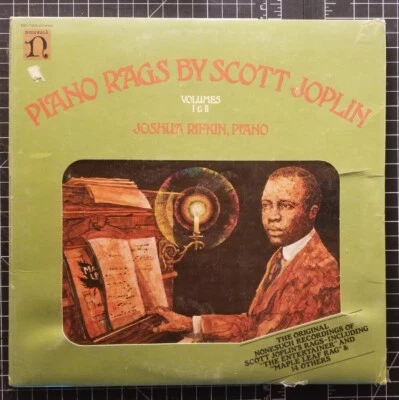 NONESUCH
n
PIANO RAGS BY SCOTT JOPLIN
VOLUMES
I & II
JOSHUA RIFKIN, PIANO
THE ORIGINAL
NONESUCH RECORDINGS OF
SCOTT JOPLIN'S RAGS-INCLUDING
"THE ENTERTAINER" AND
"MAPLE LEAF RAG" &
14 OTHERS